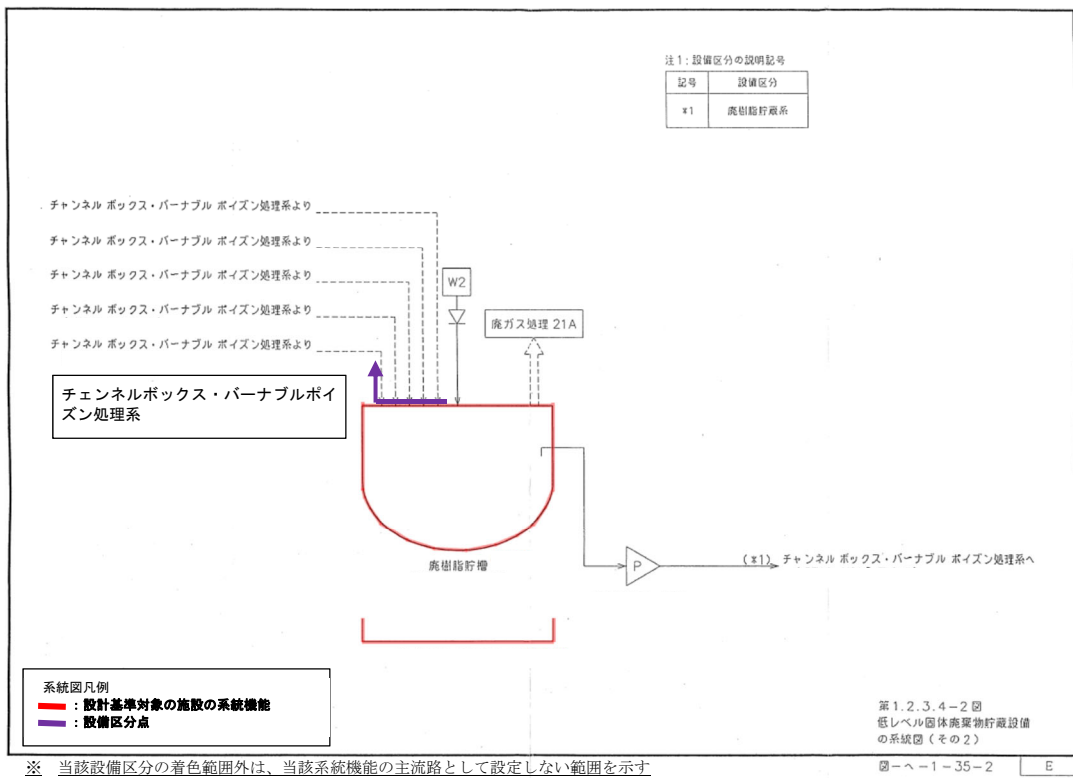 注1:設備区分の説明記号
記号 設備区分
*1 廃樹脂貯蔵系
チャンネル ボックス・バーナブル ポイズン処理系より
チャンネル ボックス・バーナブル ポイズン処理系より
チャンネル ボックス・バーナブル ポイズン処理系より
チャンネル ボックス・バーナブル ポイズン処理系より
チャンネル ボックス・バーナブル ポイズン処理系より
W2
廃ガス処理 21A
チェンネルボックス・バーナブルポイ
ズン処理系
廃樹脂貯槽
P
(*1) チャンネル ボックス・バーナブル ポイズン処理系へ
系統図凡例
:設計基準対象の施設の系統機能
:設備区分点
第1.2.3.4-2図
低レベル固体廃棄物貯蔵設備
の系統図(その2)
※ 当該設備区分の着色範囲外は、当該系統機能の主流路として設定しない範囲を示す
図-ヘ-1-35-2 E